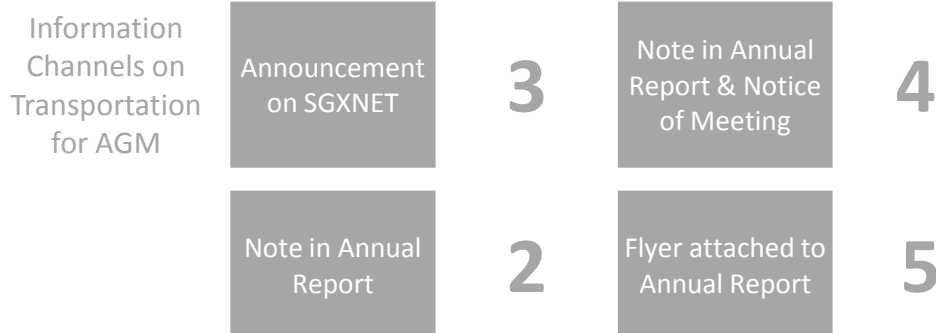 Information
Channels on
Transportation
for AGM
Announcement
on SGXNET
3
Note in Annual
Report & Notice
of Meeting
4
Note in Annual
Report
2
Flyer attached to
Annual Report
5